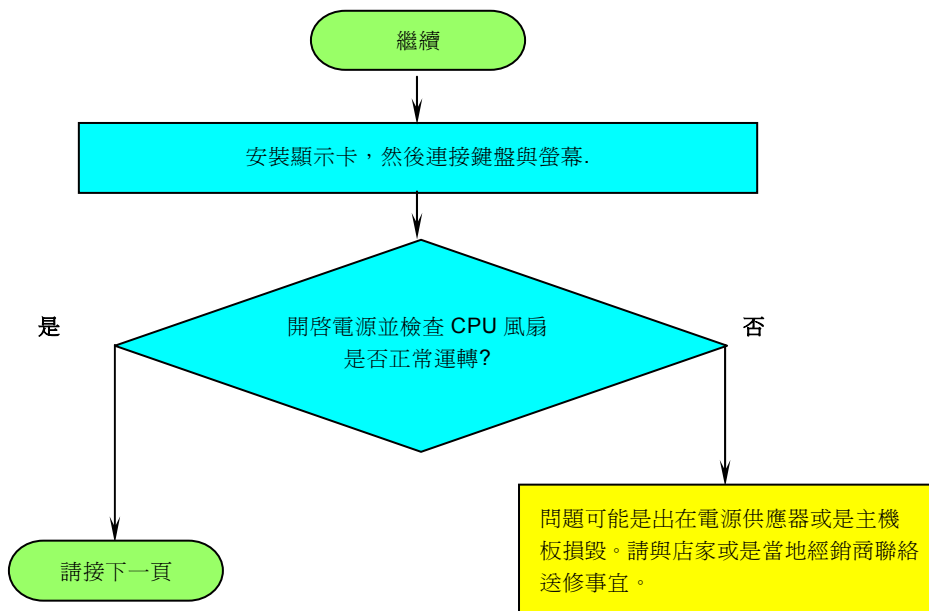 繼續
安裝顯示卡，然後連接鍵盤與螢幕.
是
開啓電源並檢查 CPU 風扇
是否正常運轉?
否
問題可能是出在電源供應器或是主機
板損毀。請與店家或是當地經銷商聯絡
送修事宜。
請接下一頁